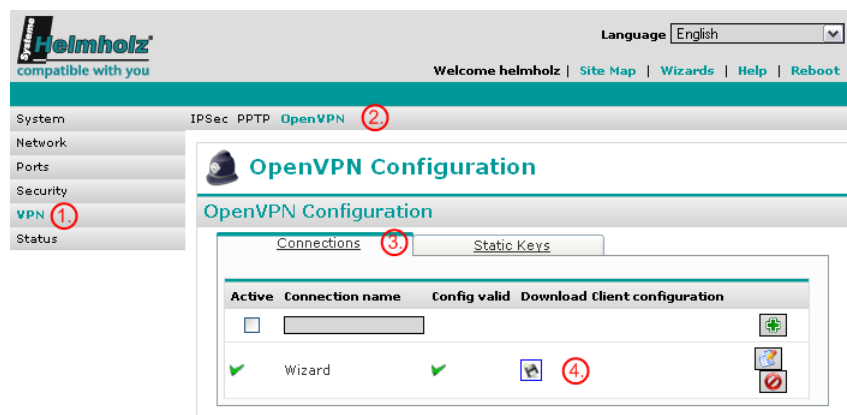 Systeme
Helmholz
compatible with you
Language English
Welcome helmholz | Site Map | Wizards | Help | Reboot
System
IPSec PPTP OpenVPN 2.
Network
Ports
Security
VPN 1.
Status
OpenVPN Configuration
OpenVPN Configuration
Connections 3. Static Keys
Active Connection name Config valid Download Client configuration
Wizard 4.